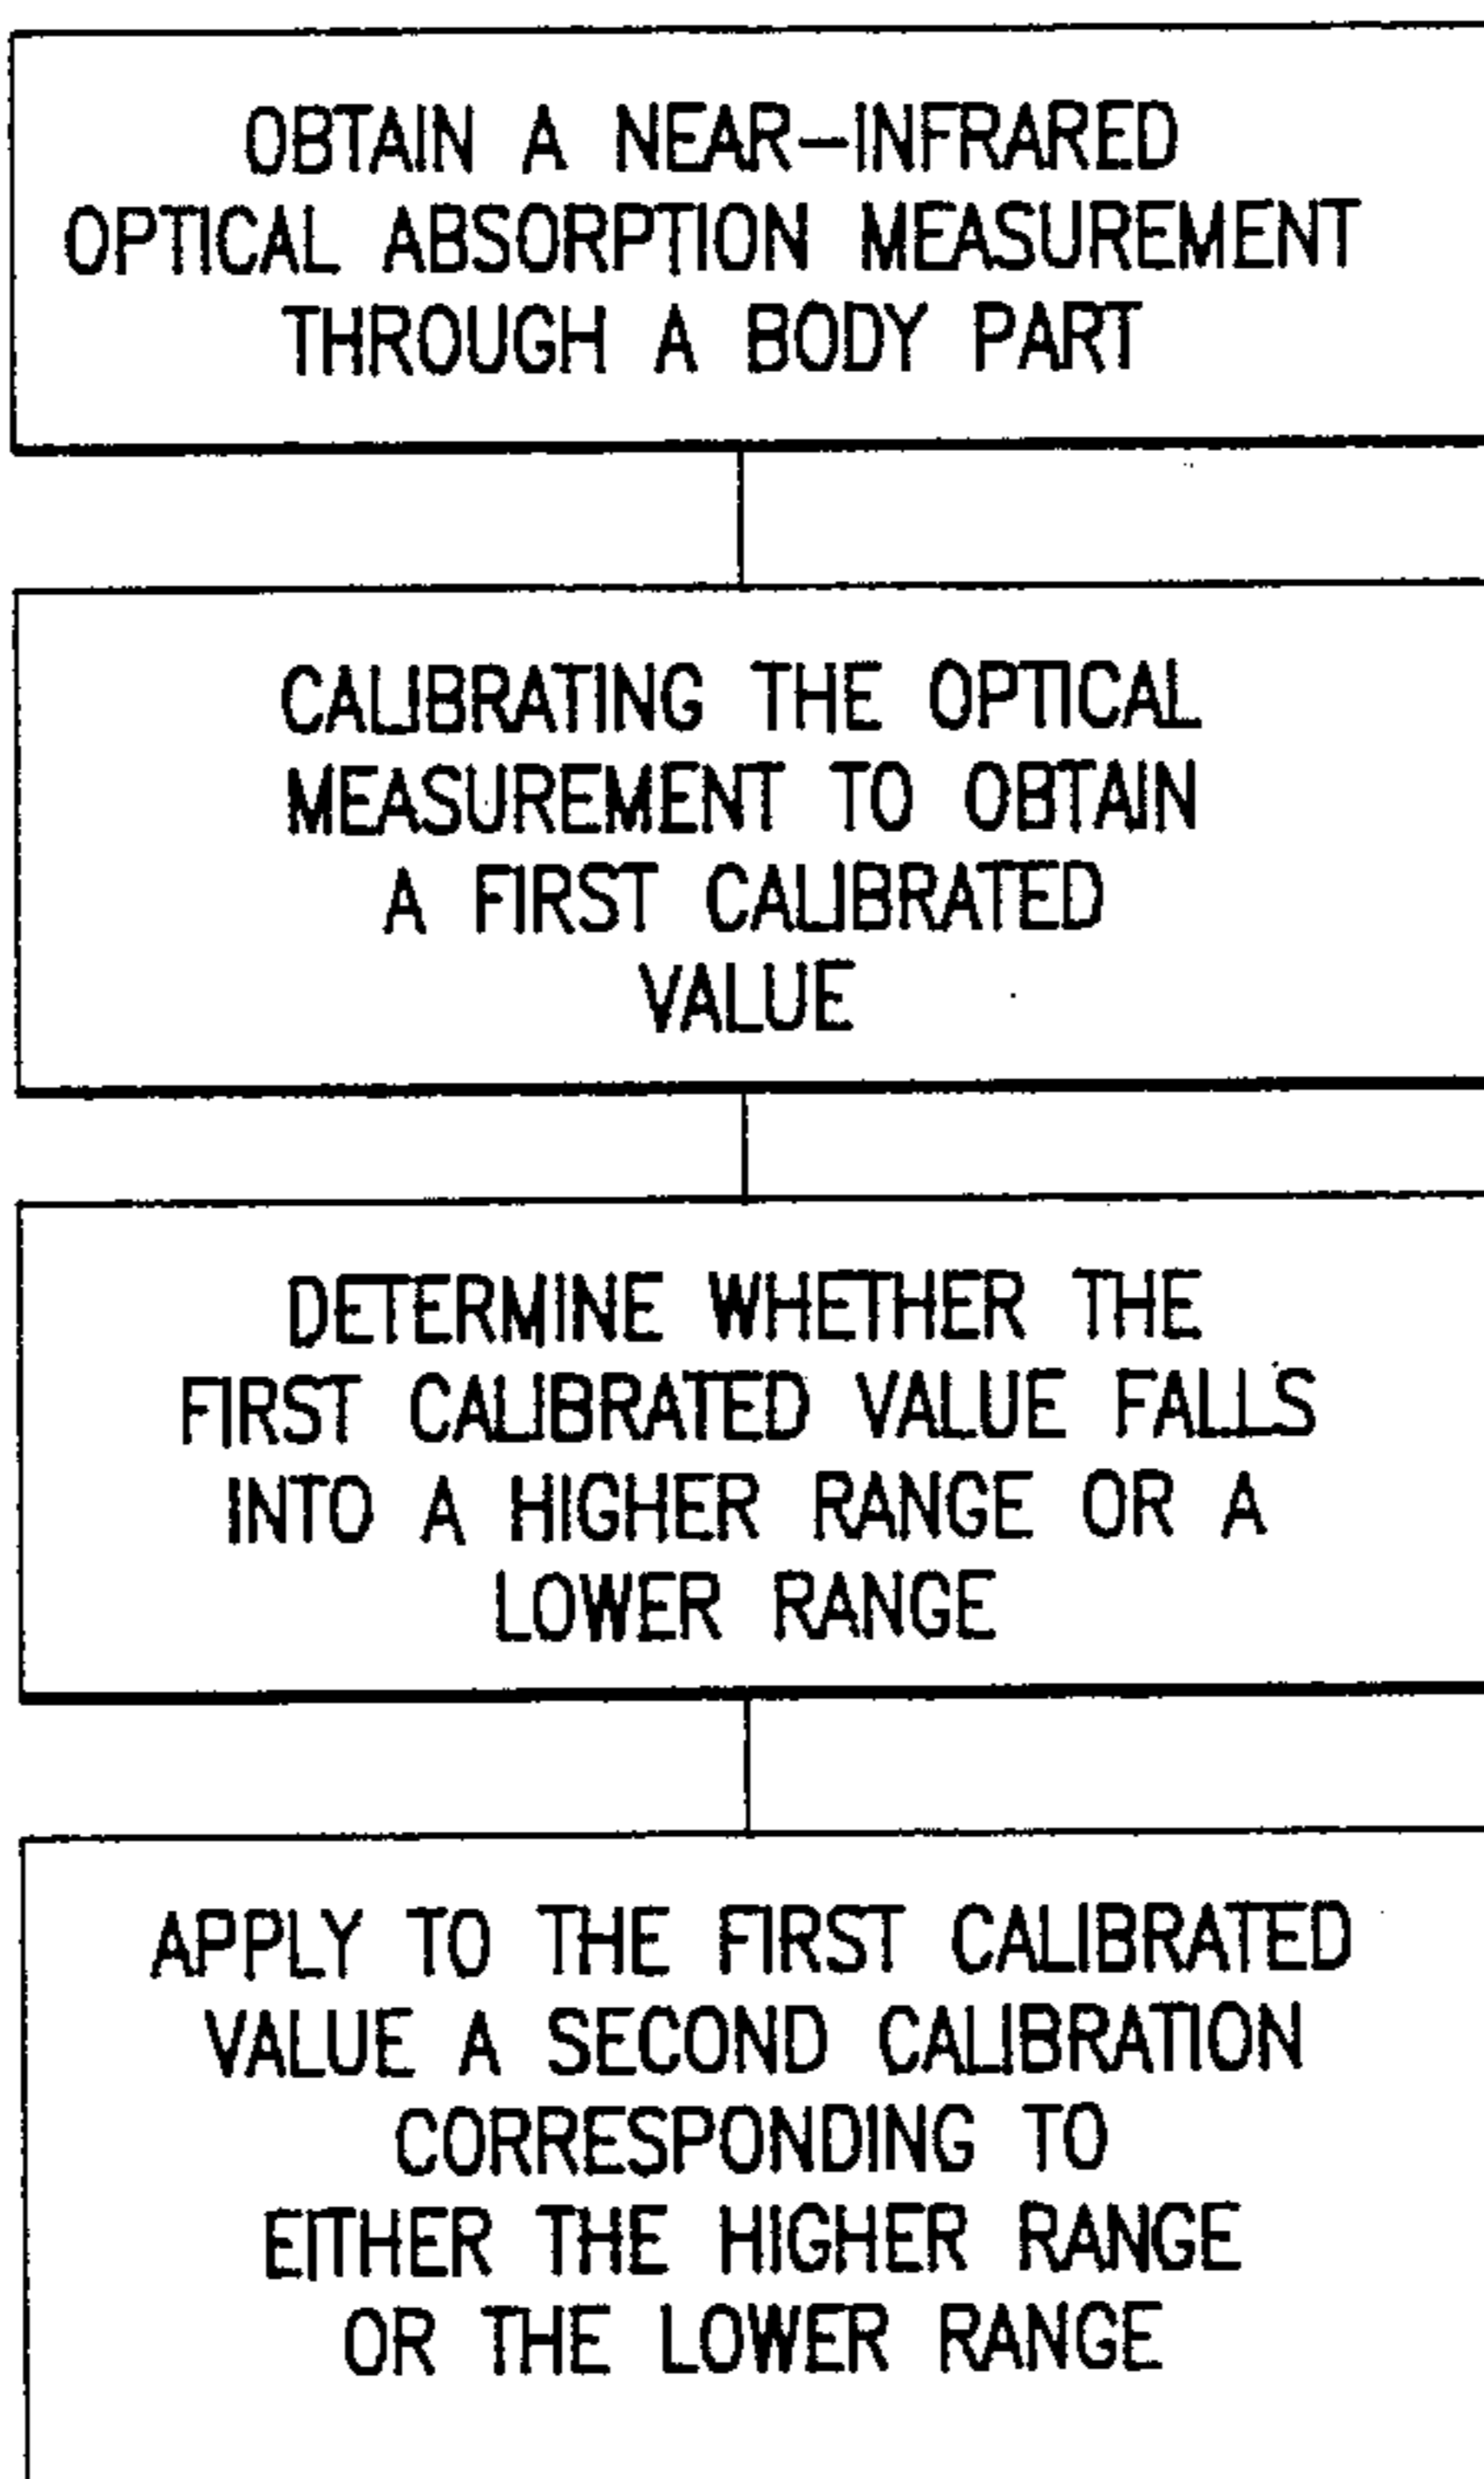 OBTAIN A NEAR-INFRARED
OPTICAL ABSORPTION MEASUREMENT
THROUGH A BODY PART
CALIBRATING THE OPTICAL
MEASUREMENT TO OBTAIN
A FIRST CALIBRATED
VALUE
DETERMINE WHETHER THE
FIRST CALIBRATED VALUE FALLS
INTO A HIGHER RANGE OR A
LOWER RANGE
APPLY TO THE FIRST CALIBRATED
VALUE A SECOND CALIBRATION
CORRESPONDING TO
EITHER THE HIGHER RANGE
OR THE LOWER RANGE